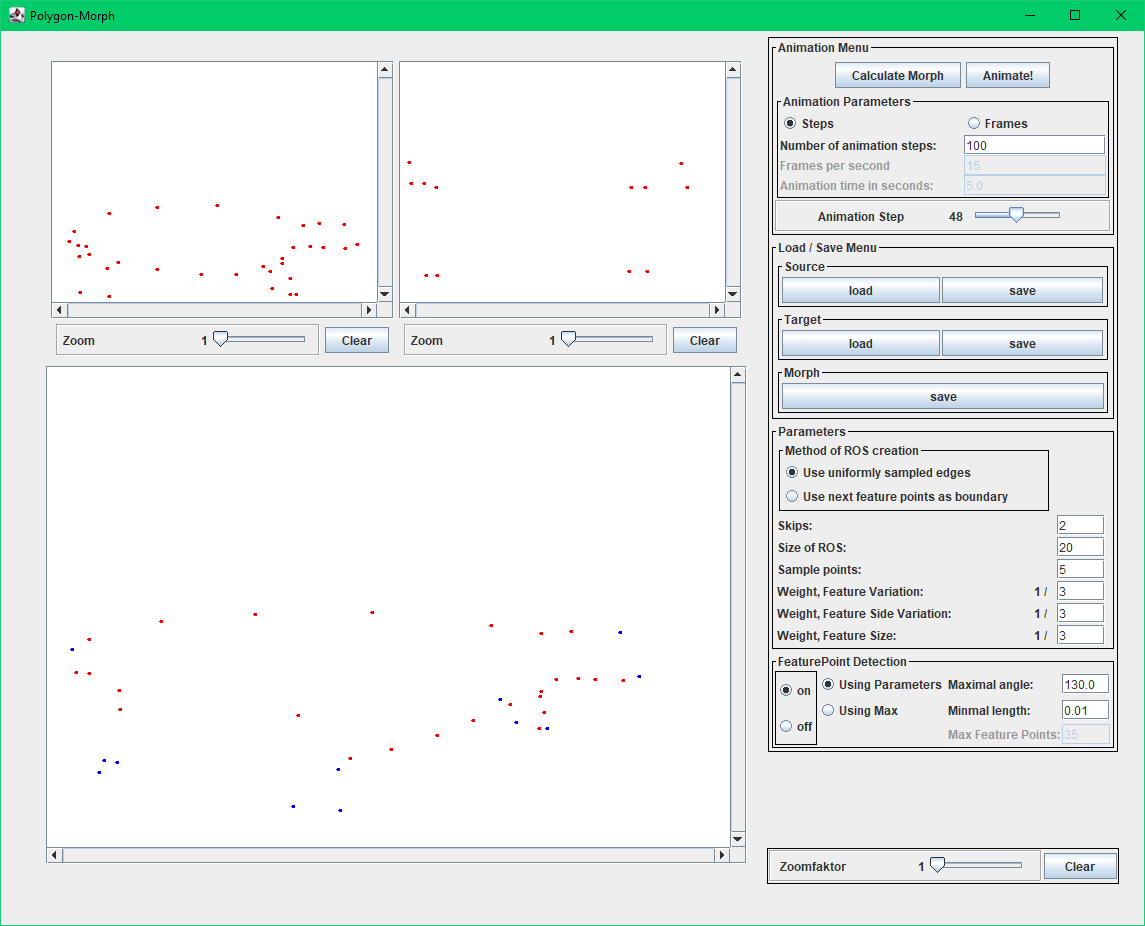 Polygon-Morph
Zoom 1 Clear
Zoom 1 Clear
Animation Menu
Calculate Morph Animate!
Animation Parameters
Steps Frames
Number of animation steps: 100
Frames per second 15
Animation time in seconds: 5.0
Animation Step 48
Load / Save Menu
Source
load save
Target
load save
Morph
save
Parameters
Method of ROS creation
Use uniformly sampled edges
Use next feature points as boundary
Skips: 2
Size of ROS: 20
Sample points: 5
Weight, Feature Variation: 1 / 3
Weight, Feature Side Variation: 1 / 3
Weight, Feature Size: 1 / 3
FeaturePoint Detection
on Using Parameters Maximal angle: 130.0
Using Max Minmal length: 0.01
off Max Feature Points: 35
Zoomfaktor 1 Clear